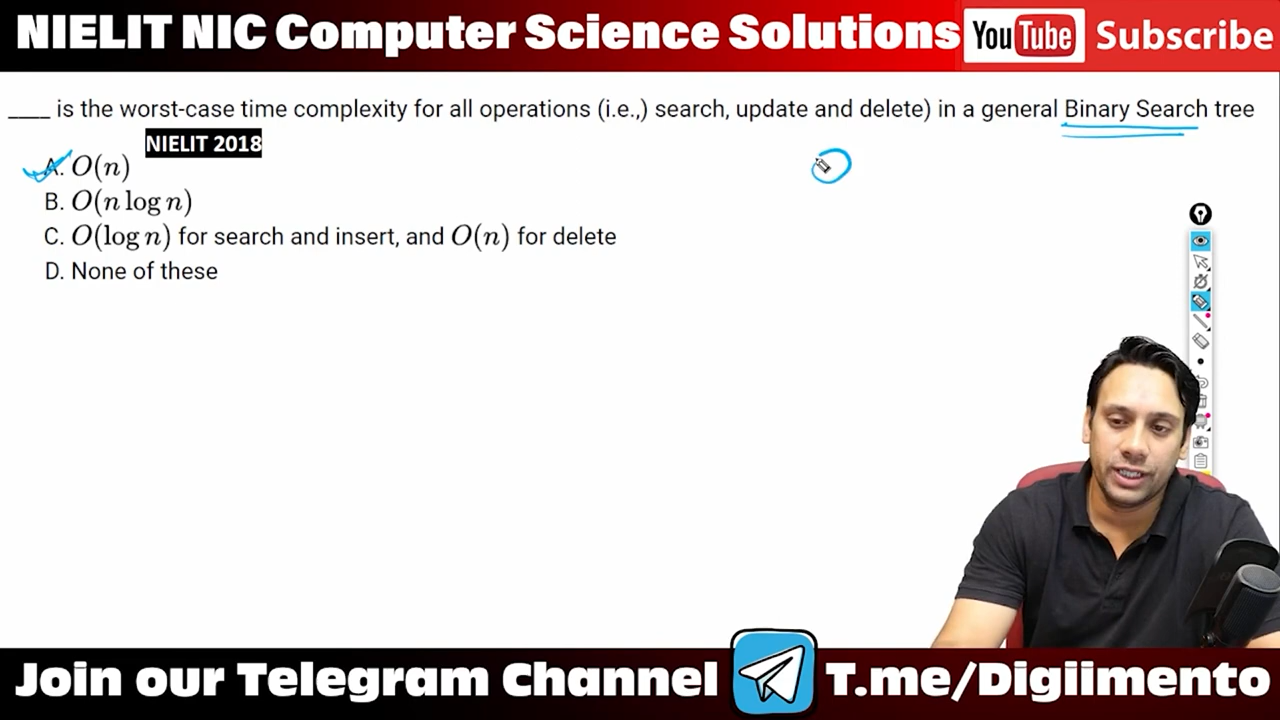 NIELIT NIC Computer Science Solutions YouTube Subscribe
____ is the worst-case time complexity for all operations (i.e.,) search, update and delete) in a general Binary Search tree
NIELIT 2018
A. O(n)
B. O(n log n)
C. O(log n) for search and insert, and O(n) for delete
D. None of these
Join our Telegram Channel T.me/Digiimento